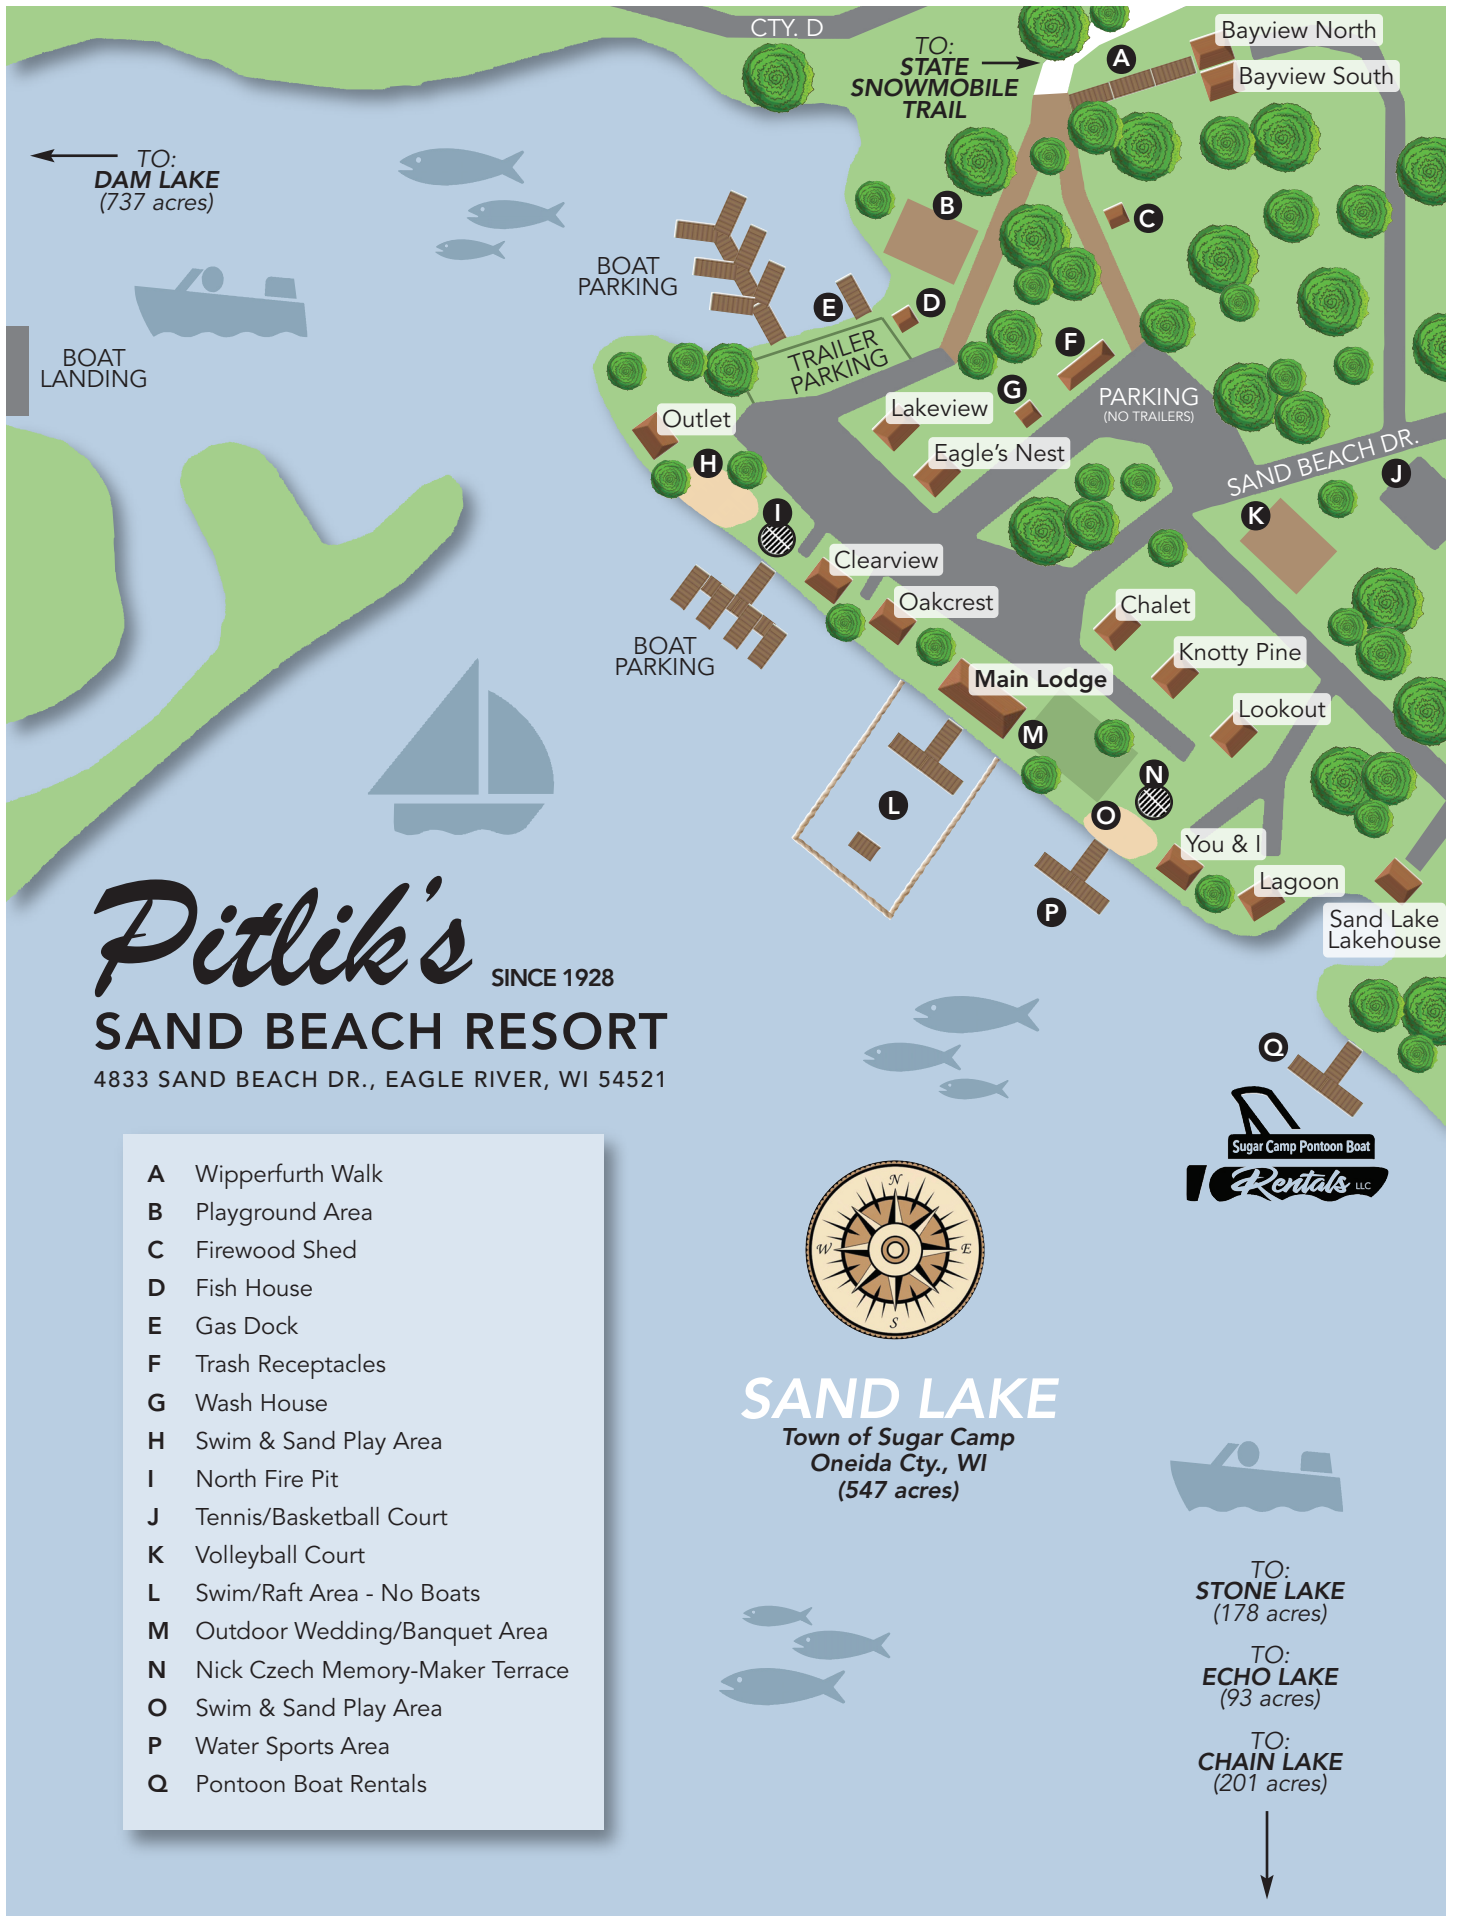 CTY. D
TO:
STATE
SNOWMOBILE
TRAIL
A
Bayview North
Bayview South
TO:
DAM LAKE
(737 acres)
B
C
BOAT
PARKING
E
D
TRAILER
PARKING
F
G
PARKING
(NO TRAILERS)
BOAT
LANDING
Outlet
Lakeview
Eagle's Nest
SAND BEACH DR.
H
J
I
K
Clearview
Oakcrest
Chalet
BOAT
PARKING
Knotty Pine
Main Lodge
Lookout
M
N
L
O
You & I
Lagoon
P
Sand Lake
Lakehouse
Pitlik's
SINCE 1928
SAND BEACH RESORT
4833 SAND BEACH DR., EAGLE RIVER, WI 54521
Q
Sugar Camp Pontoon Boat
Rentals LLC
A Wipperfurth Walk
B Playground Area
C Firewood Shed
D Fish House
E Gas Dock
F Trash Receptacles
G Wash House
H Swim & Sand Play Area
I North Fire Pit
J Tennis/Basketball Court
K Volleyball Court
L Swim/Raft Area - No Boats
M Outdoor Wedding/Banquet Area
N Nick Czech Memory-Maker Terrace
O Swim & Sand Play Area
P Water Sports Area
Q Pontoon Boat Rentals
N
W
E
S
SAND LAKE
Town of Sugar Camp
Oneida Cty., WI
(547 acres)
TO:
STONE LAKE
(178 acres)
TO:
ECHO LAKE
(93 acres)
TO:
CHAIN LAKE
(201 acres)